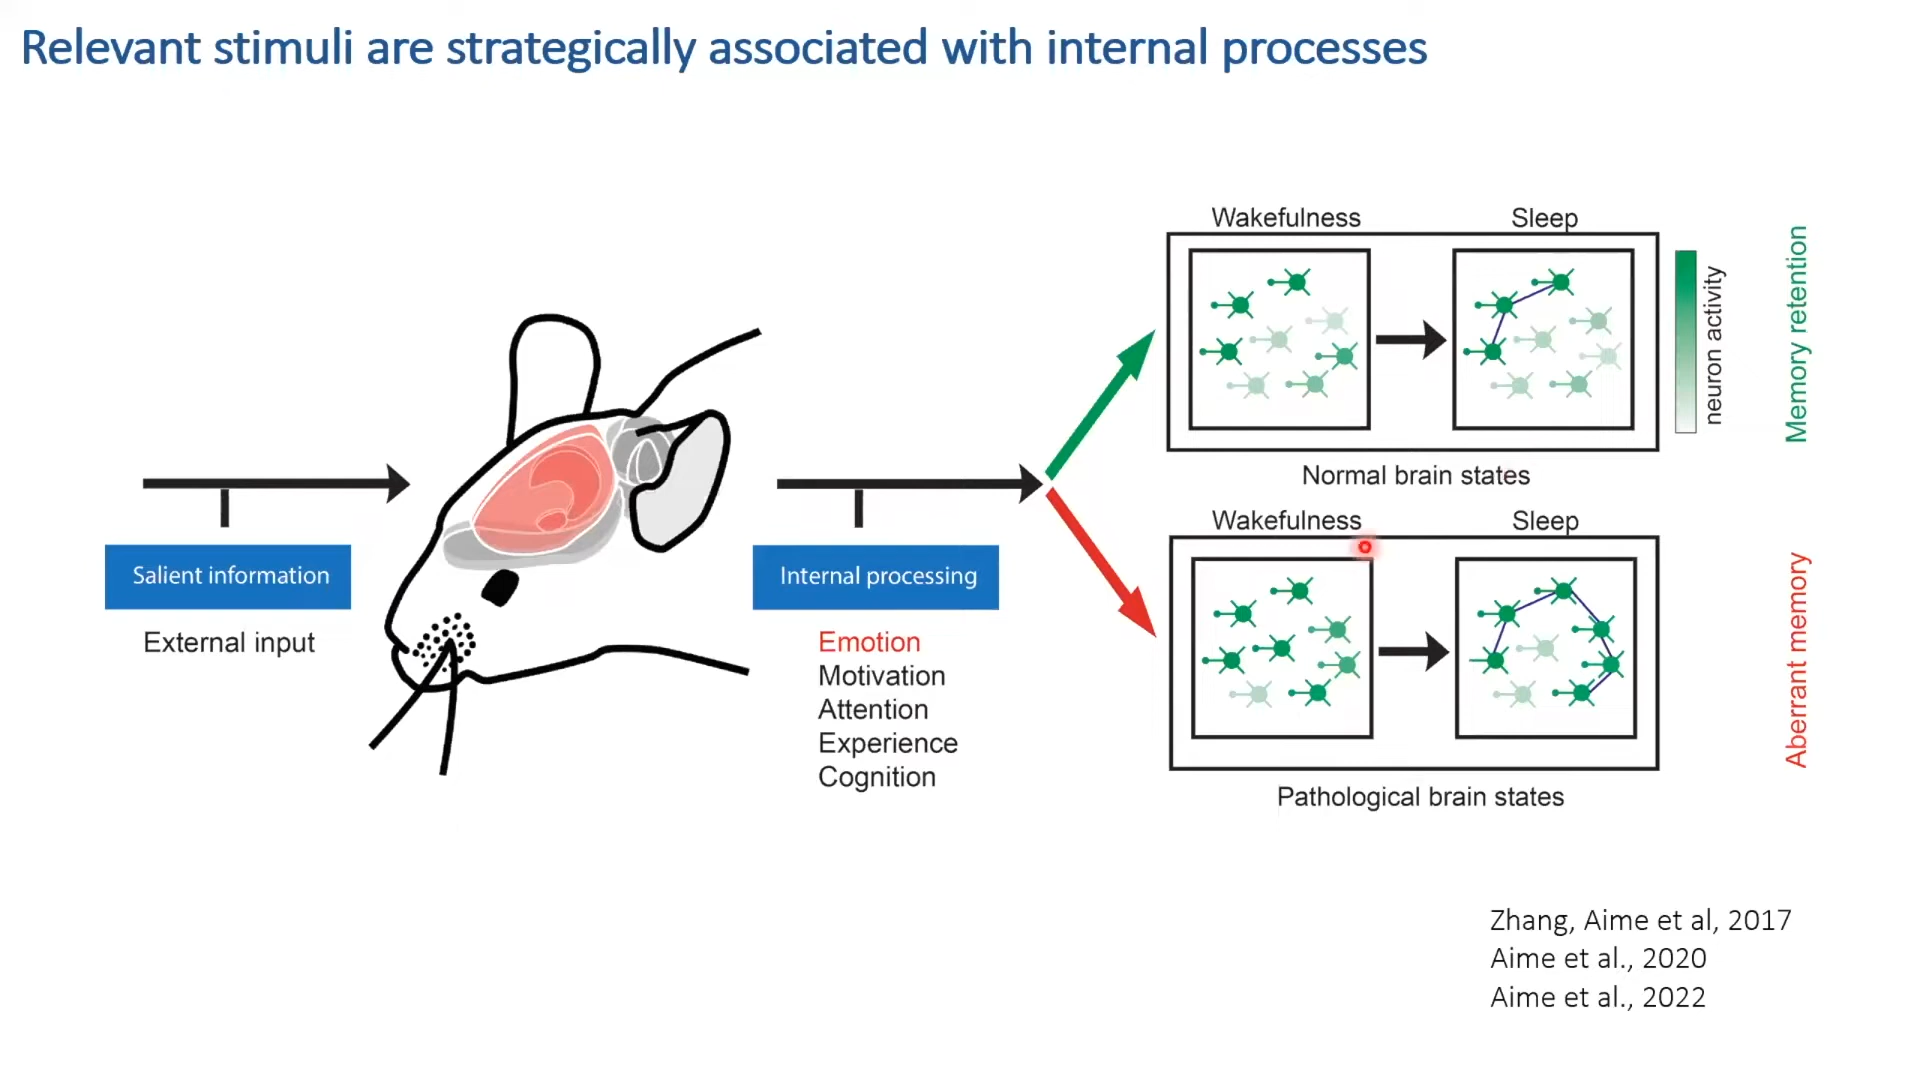 Relevant stimuli are strategically associated with internal processes
Salient information
External input
Internal processing
Emotion
Motivation
Attention
Experience
Cognition
Wakefulness
Sleep
neuron activity
Memory retention
Normal brain states
Wakefulness
Sleep
Aberrant memory
Pathological brain states
Zhang, Aime et al, 2017
Aime et al., 2020
Aime et al., 2022